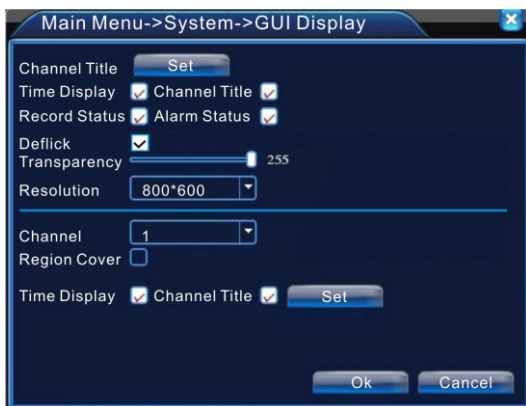 Main Menu->System->GUI Display
Channel Title Set
Time Display Channel Title
Record Status Alarm Status
Deflick
Transparency 255
Resolution 800*600
Channel 1
Region Cover
Time Display Channel Title Set
Ok Cancel